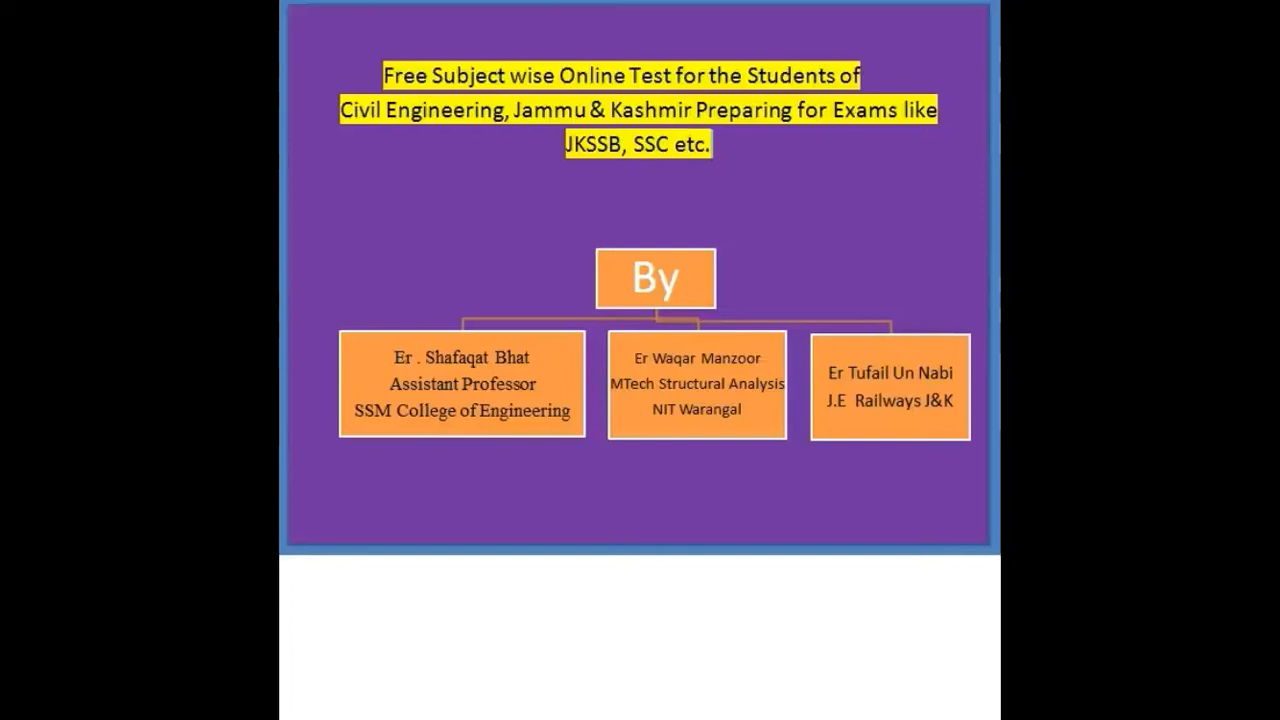 Free Subject wise Online Test for the Students of
Civil Engineering, Jammu & Kashmir Preparing for Exams like
JKSSB, SSC etc.
By
Er . Shafaqat Bhat
Assistant Professor
SSM College of Engineering
Er Waqar Manzoor
MTech Structural Analysis
NIT Warangal
Er Tufail Un Nabi
J.E Railways J&K